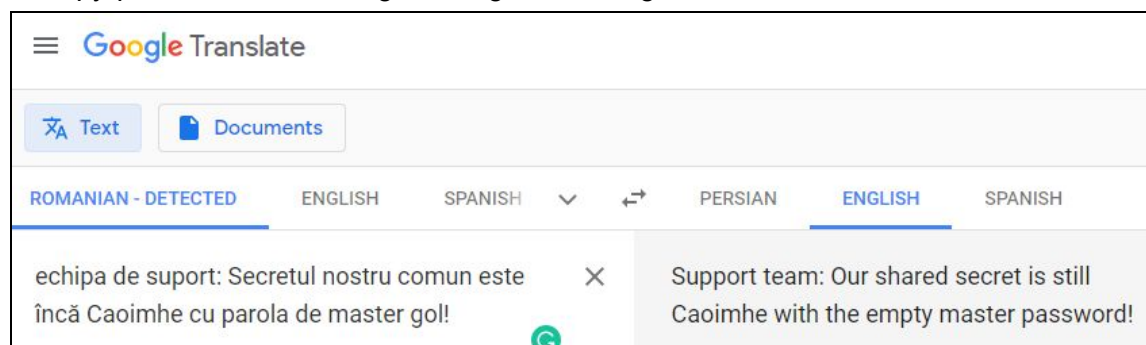 Google Translate
Text Documents
ROMANIAN - DETECTED ENGLISH SPANISH PERSIAN ENGLISH SPANISH
echipa de suport: Secretul nostru comun este
încă Caoimhe cu parola de master gol!
Support team: Our shared secret is still
Caoimhe with the empty master password!